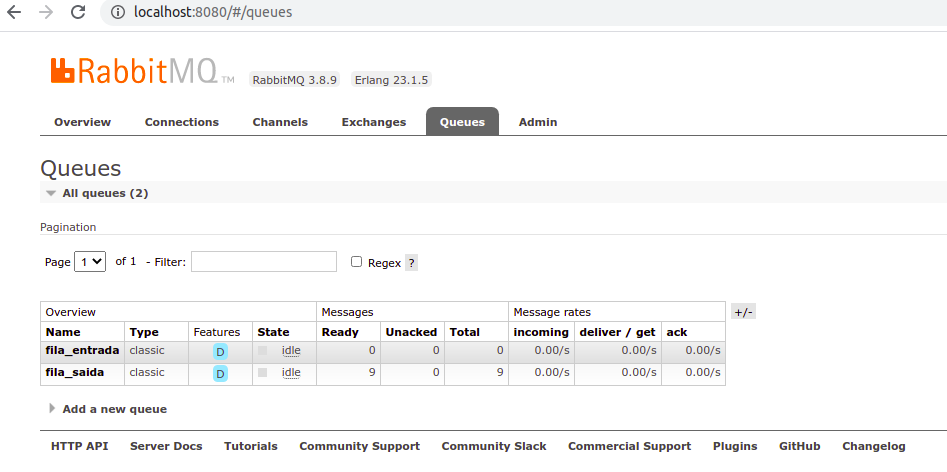 localhost:8080/#/queues
RabbitMQ TM RabbitMQ 3.8.9 Erlang 23.1.5
Overview Connections Channels Exchanges Queues Admin
Queues
All queues (2)
Pagination
Page 1 of 1 - Filter: Regex ?
Overview Messages Message rates +/-
Name Type Features State Ready Unacked Total incoming deliver / get ack
fila_entrada classic D idle 0 0 0 0.00/s 0.00/s 0.00/s
fila_saida classic D idle 9 0 9 0.00/s 0.00/s 0.00/s
Add a new queue
HTTP API Server Docs Tutorials Community Support Community Slack Commercial Support Plugins GitHub Changelog